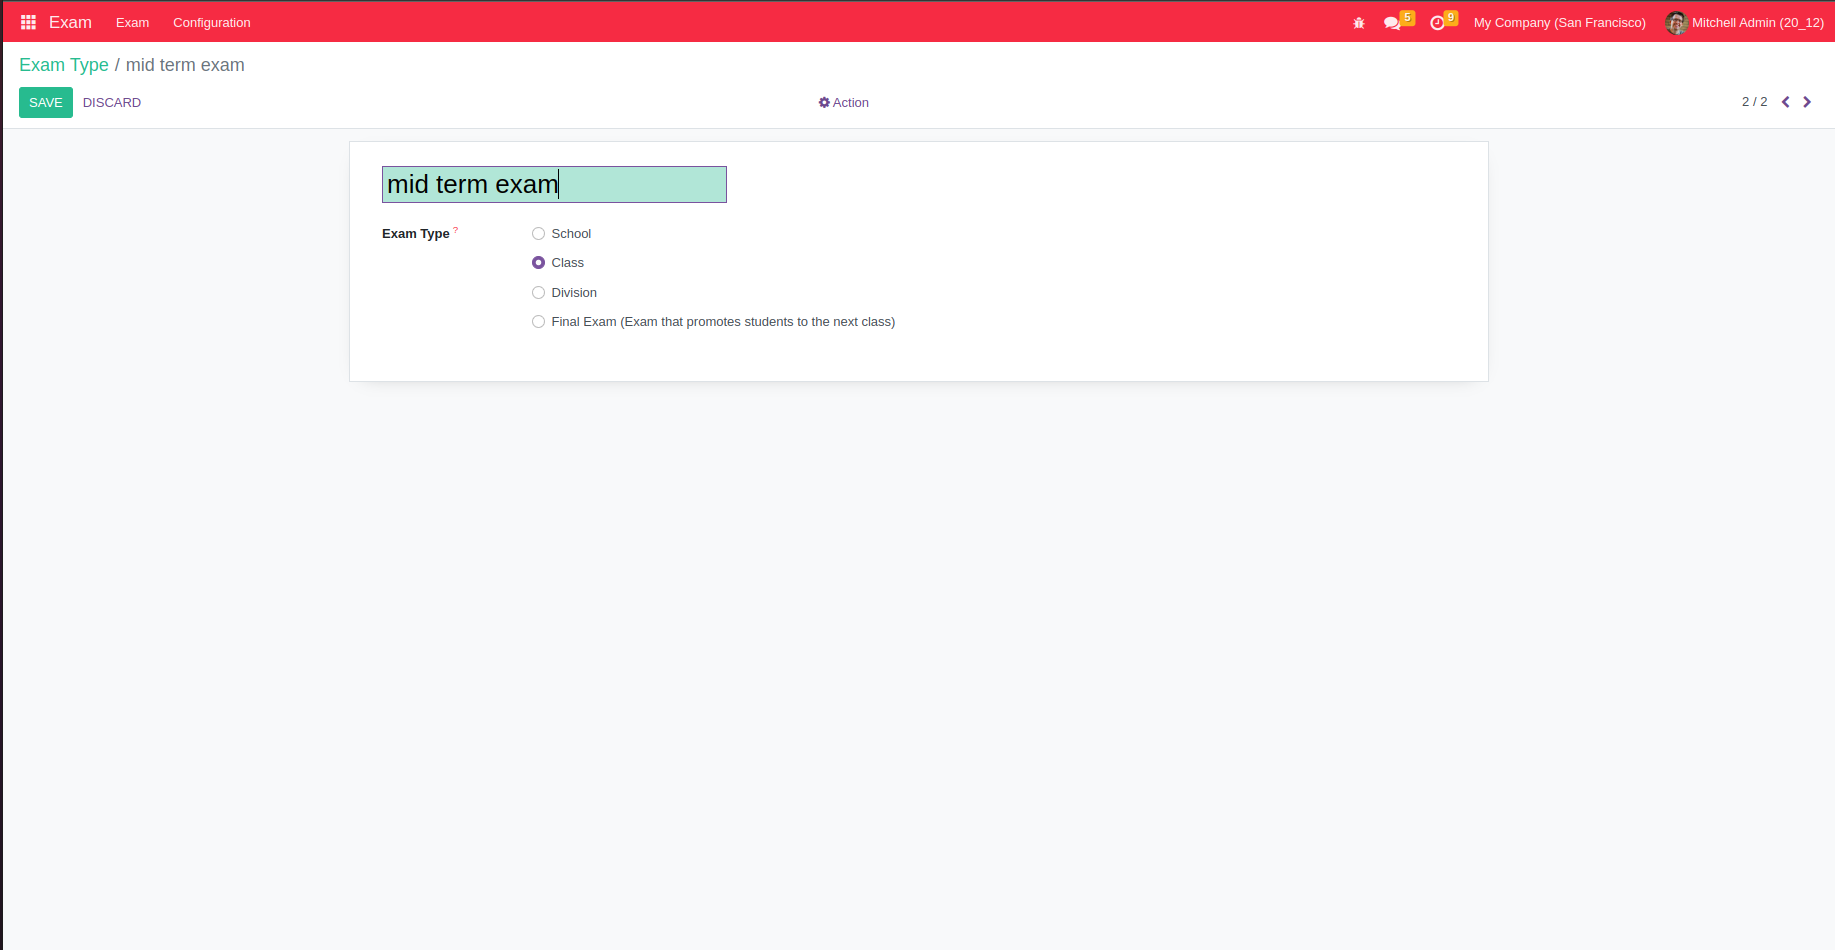 Exam Exam Configuration 5 9 My Company (San Francisco) Mitchell Admin (20_12)
Exam Type / mid term exam
SAVE DISCARD Action 2 / 2
mid term exam
Exam Type ? School
Class
Division
Final Exam (Exam that promotes students to the next class)